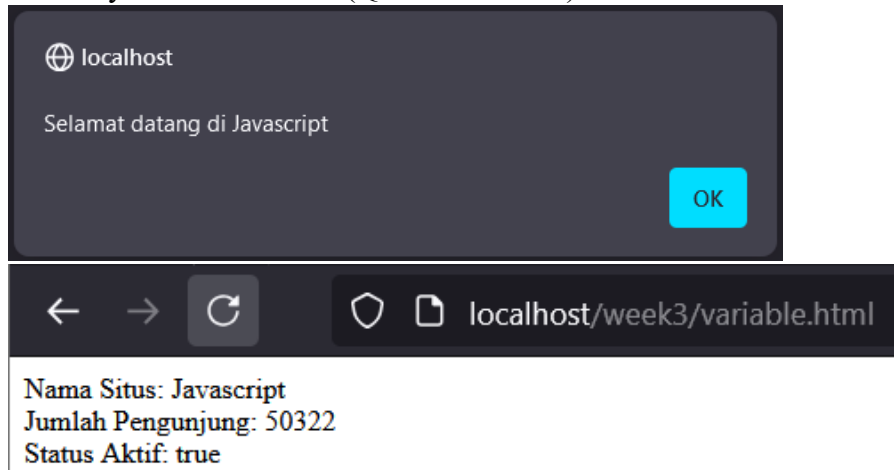 localhost
Selamat datang di Javascript
OK
localhost/week3/variable.html
Nama Situs: Javascript
Jumlah Pengunjung: 50322
Status Aktif: true